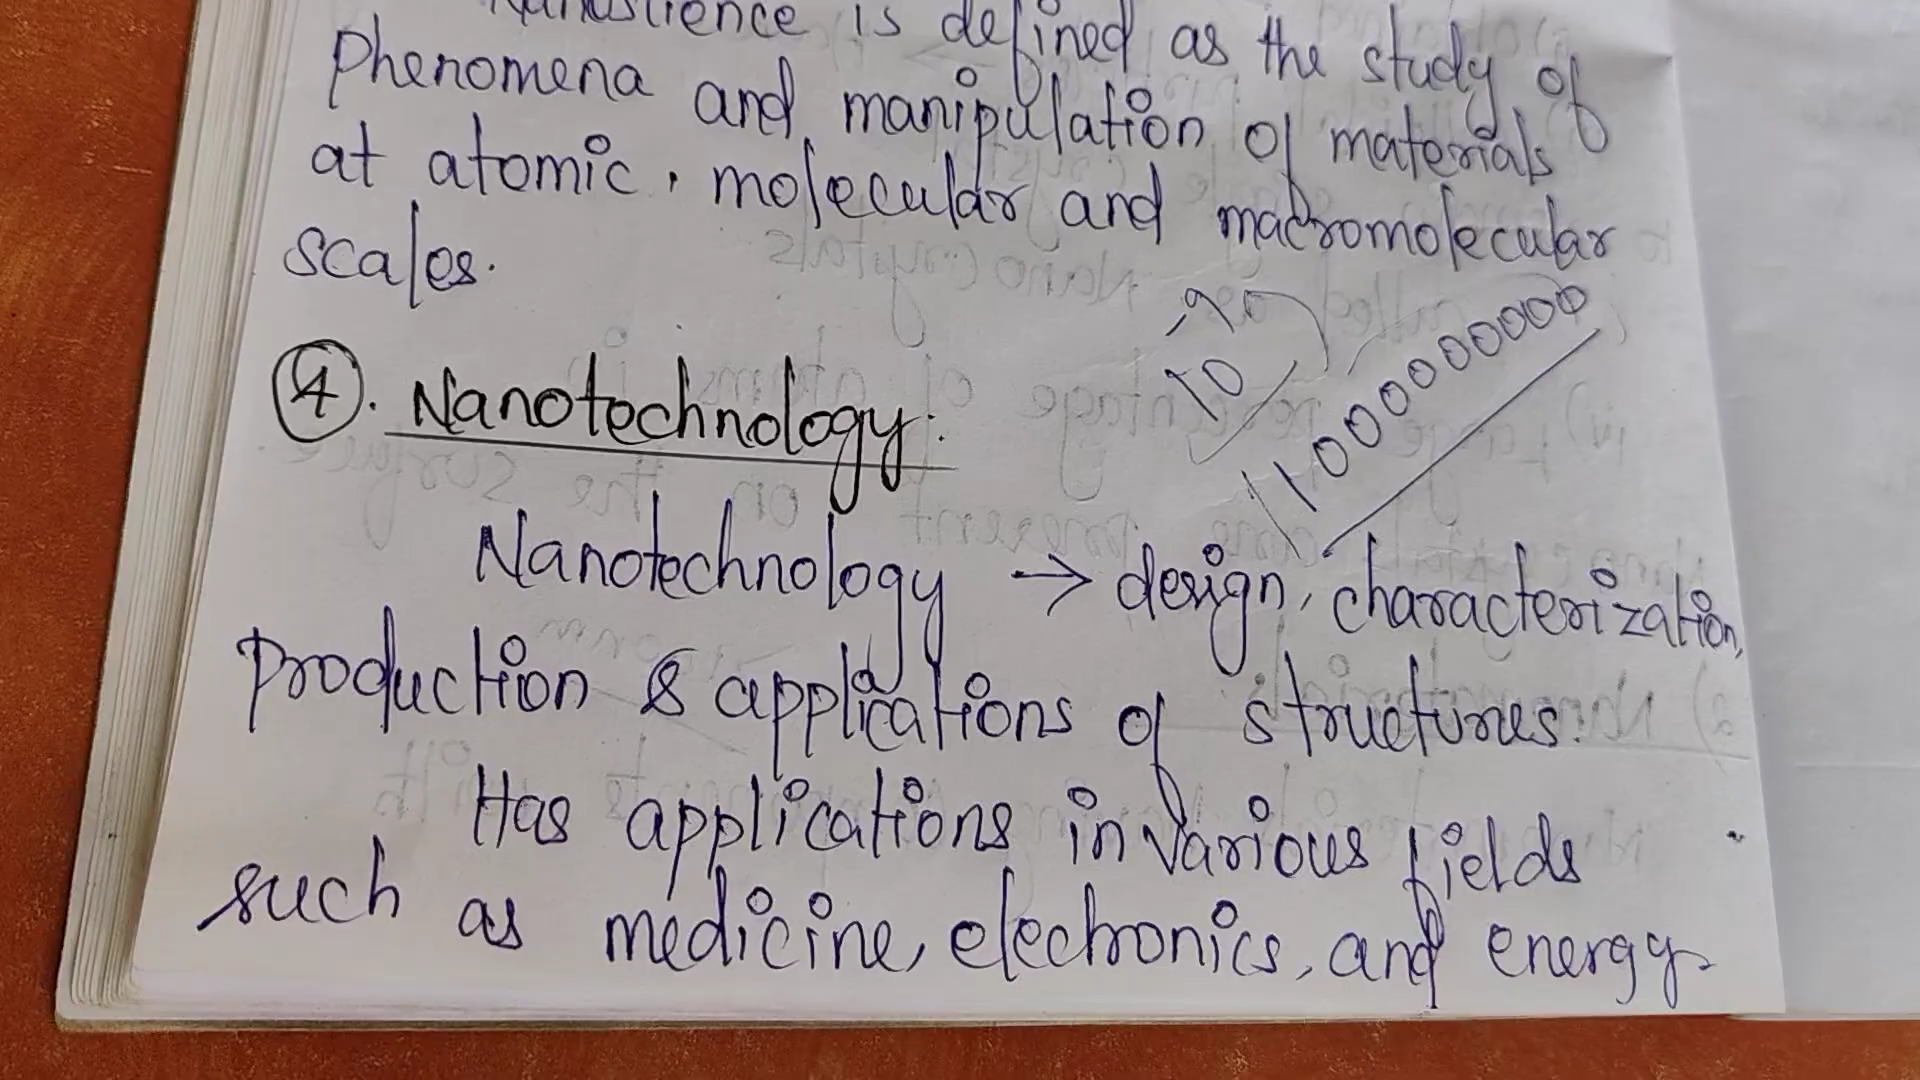 Nanoscience is defined as the study of
phenomena and manipulation of materials
at atomic, molecular and macromolecular
scales.
④. Nanotechnology:
10⁻⁹
Nanotechnology → design, characterization,
production & applications of structures.
Has applications in various fields
such as medicine, electronics, and energy.